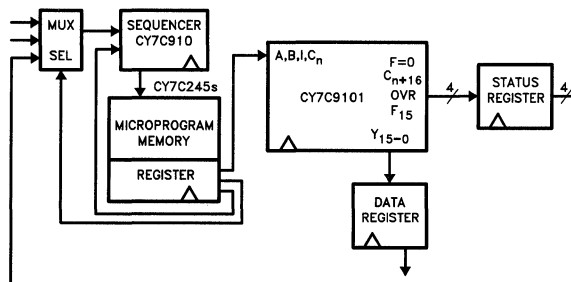 MUX
SEL
SEQUENCER
CY7C910
CY7C245s
MICROPROGRAM
MEMORY
REGISTER
A,B,I,Cn
CY7C9101
F=0
Cn+16
OVR
F15
Y15-0
4
STATUS
REGISTER
4
DATA
REGISTER